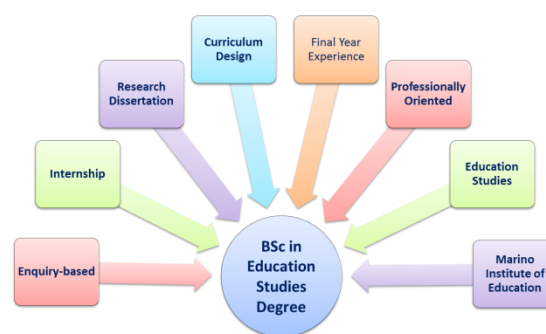 Curriculum
Design
Final Year
Experience
Research
Dissertation
Professionally
Oriented
Internship
Education
Studies
Enquiry-based
BSc in
Education
Studies
Degree
Marino
Institute of
Education